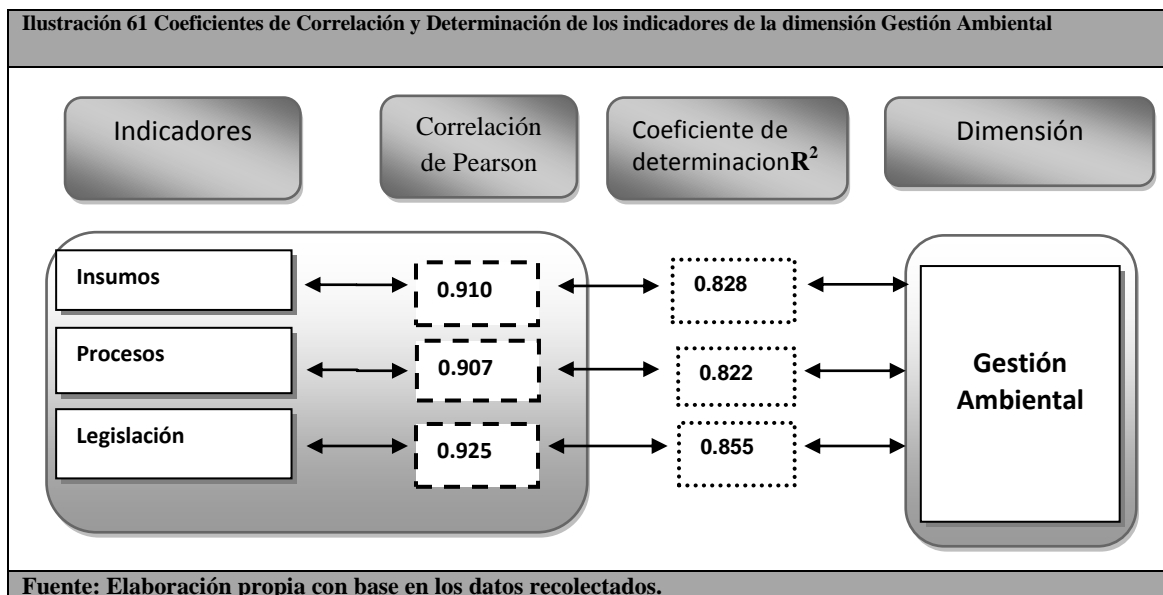 Ilustración 61 Coeficientes de Correlación y Determinación de los indicadores de la dimensión Gestión Ambiental
Indicadores
Correlación
de Pearson
Coeficiente de
determinacionR²
Dimensión
Insumos
0.910
0.828
Procesos
0.907
0.822
Legislación
0.925
0.855
Gestión
Ambiental
Fuente: Elaboración propia con base en los datos recolectados.